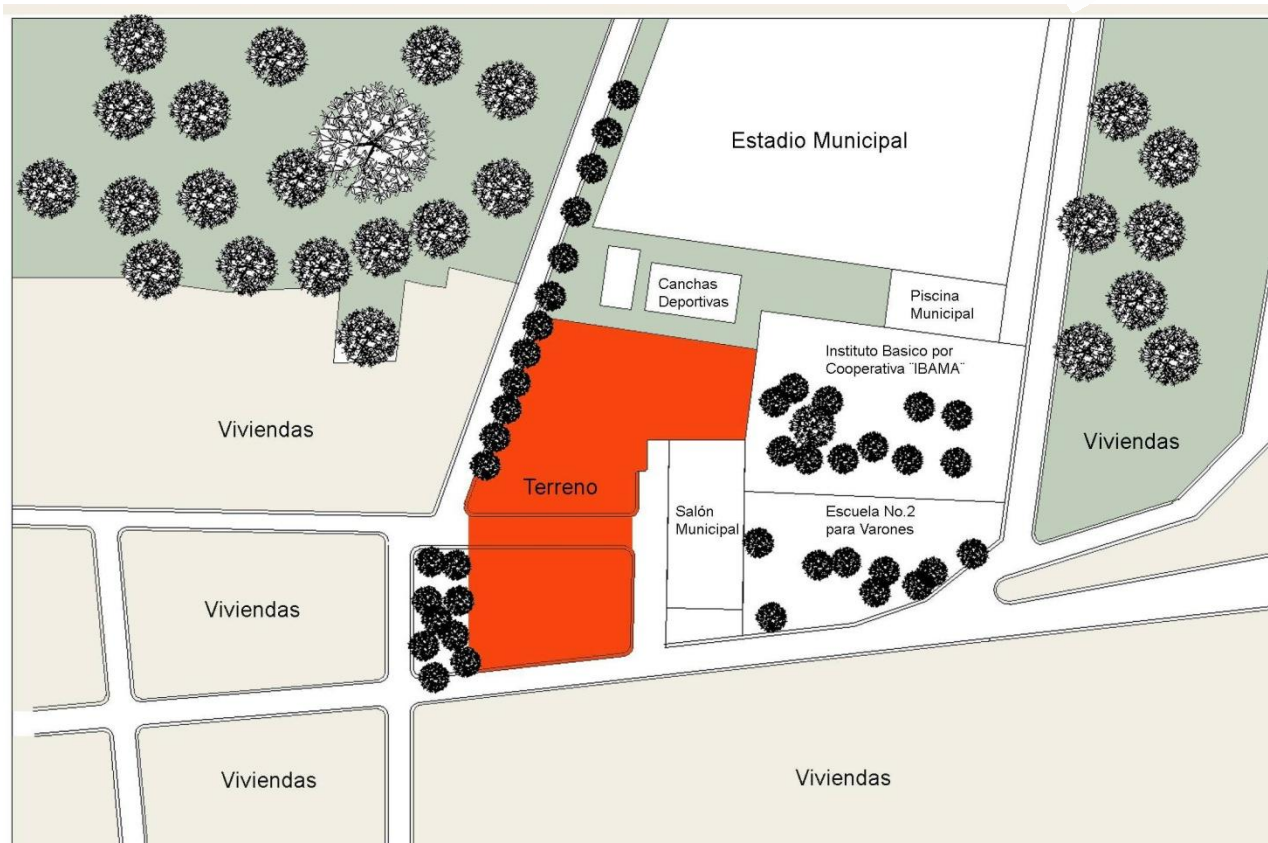 Estadio Municipal
Canchas
Deportivas
Piscina
Municipal
Instituto Basico por
Cooperativa ¨IBAMA¨
Viviendas
Viviendas
Terreno
Salón
Municipal
Escuela No.2
para Varones
Viviendas
Viviendas
Viviendas